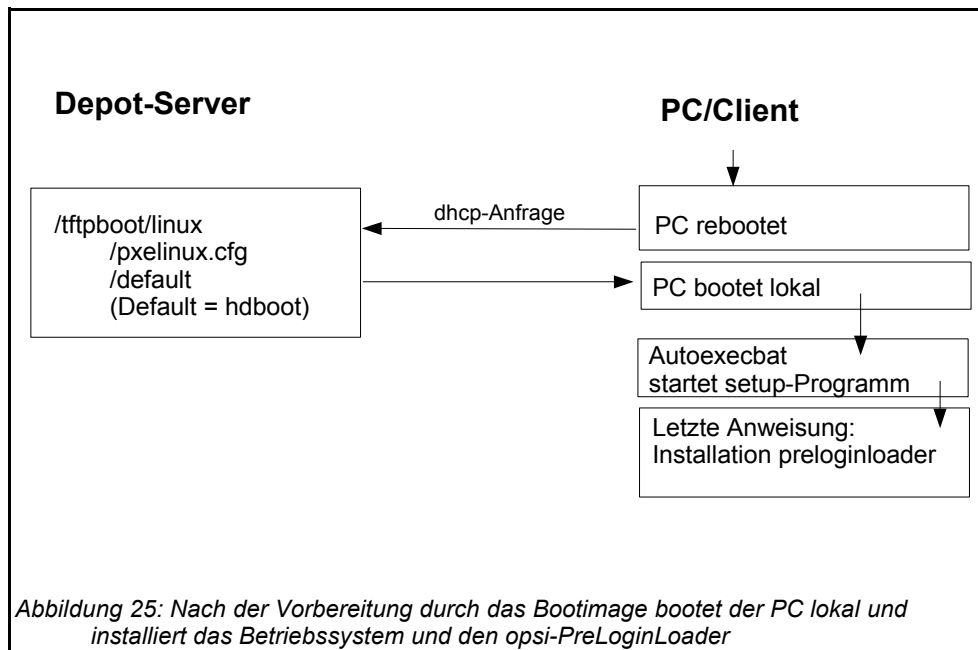 Depot-Server
PC/Client
dhcp-Anfrage
/tftpboot/linux
/pxelinux.cfg
/default
(Default = hdboot)
PC rebootet
PC bootet lokal
Autoexecbat
startet setup-Programm
Letzte Anweisung:
Installation preloginloader
Abbildung 25: Nach der Vorbereitung durch das Bootimage bootet der PC lokal und
installiert das Betriebssystem und den opsi-PreLoginLoader